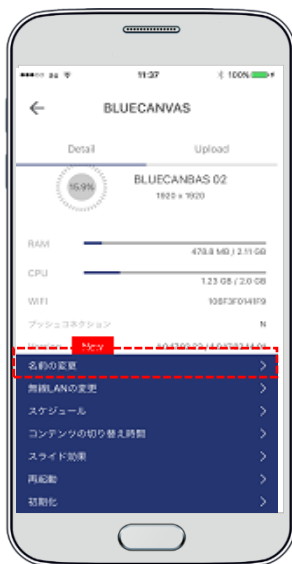 11:37 100%
BLUECANVAS
Detail Upload
15.9%
BLUECANBAS 02
1920 x 1920
RAM
478.8 MB / 2.11 GB
CPU
1.23 GB / 2.0 GB
WIFI 106F3F0141F9
プッシュコネクション N
Version New
名前の変更
無線LANの変更
スケジュール
コンテンツの切り替え時間
スライド効果
再起動
初期化